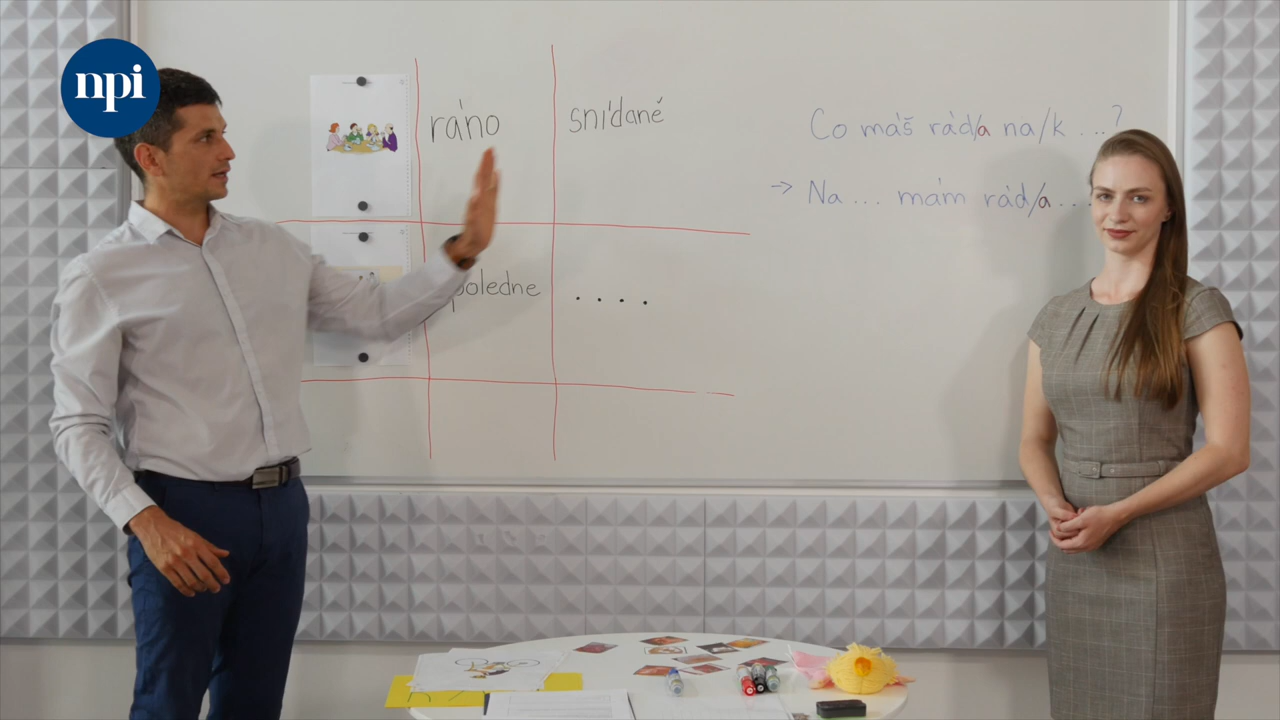 npi
ráno
snídaně
Co máš rád/a na/k ...?
-> Na ... mám rád/a ...
poledne
....